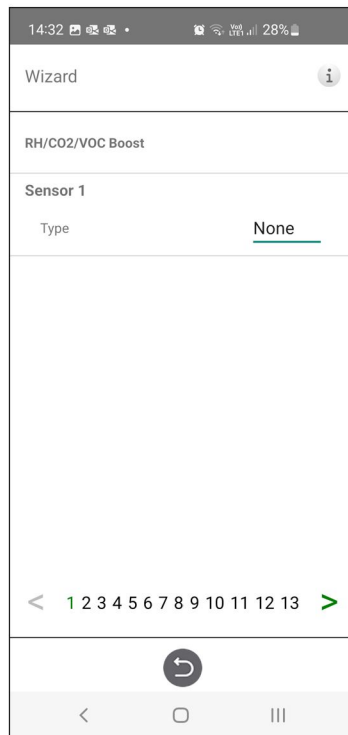 14:32 28%
Wizard i
RH/CO2/VOC Boost
Sensor 1
Type None
< 1 2 3 4 5 6 7 8 9 10 11 12 13 >